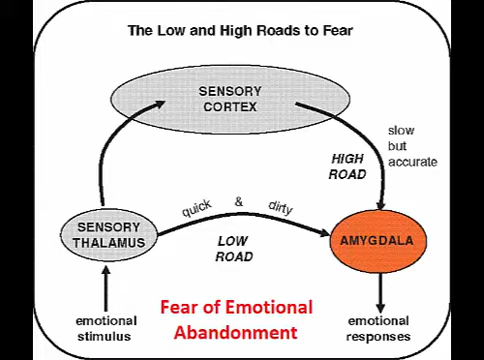 The Low and High Roads to Fear
SENSORY
CORTEX
slow
but
accurate
HIGH
ROAD
quick & dirty
SENSORY
THALAMUS
LOW
ROAD
AMYGDALA
Fear of Emotional
Abandonment
emotional
stimulus
emotional
responses